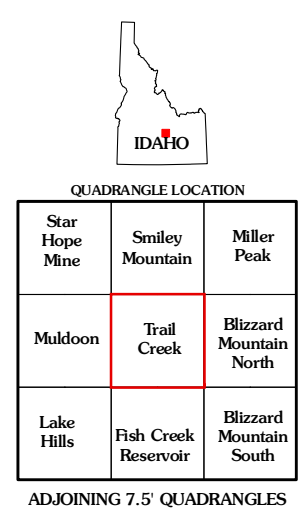 IDAHO
QUADRANGLE LOCATION
Star
Hope
Mine
Smiley
Mountain
Miller
Peak
Muldoon
Trail
Creek
Blizzard
Mountain
North
Lake
Hills
Fish Creek
Reservoir
Blizzard
Mountain
South
ADJOINING 7.5' QUADRANGLES